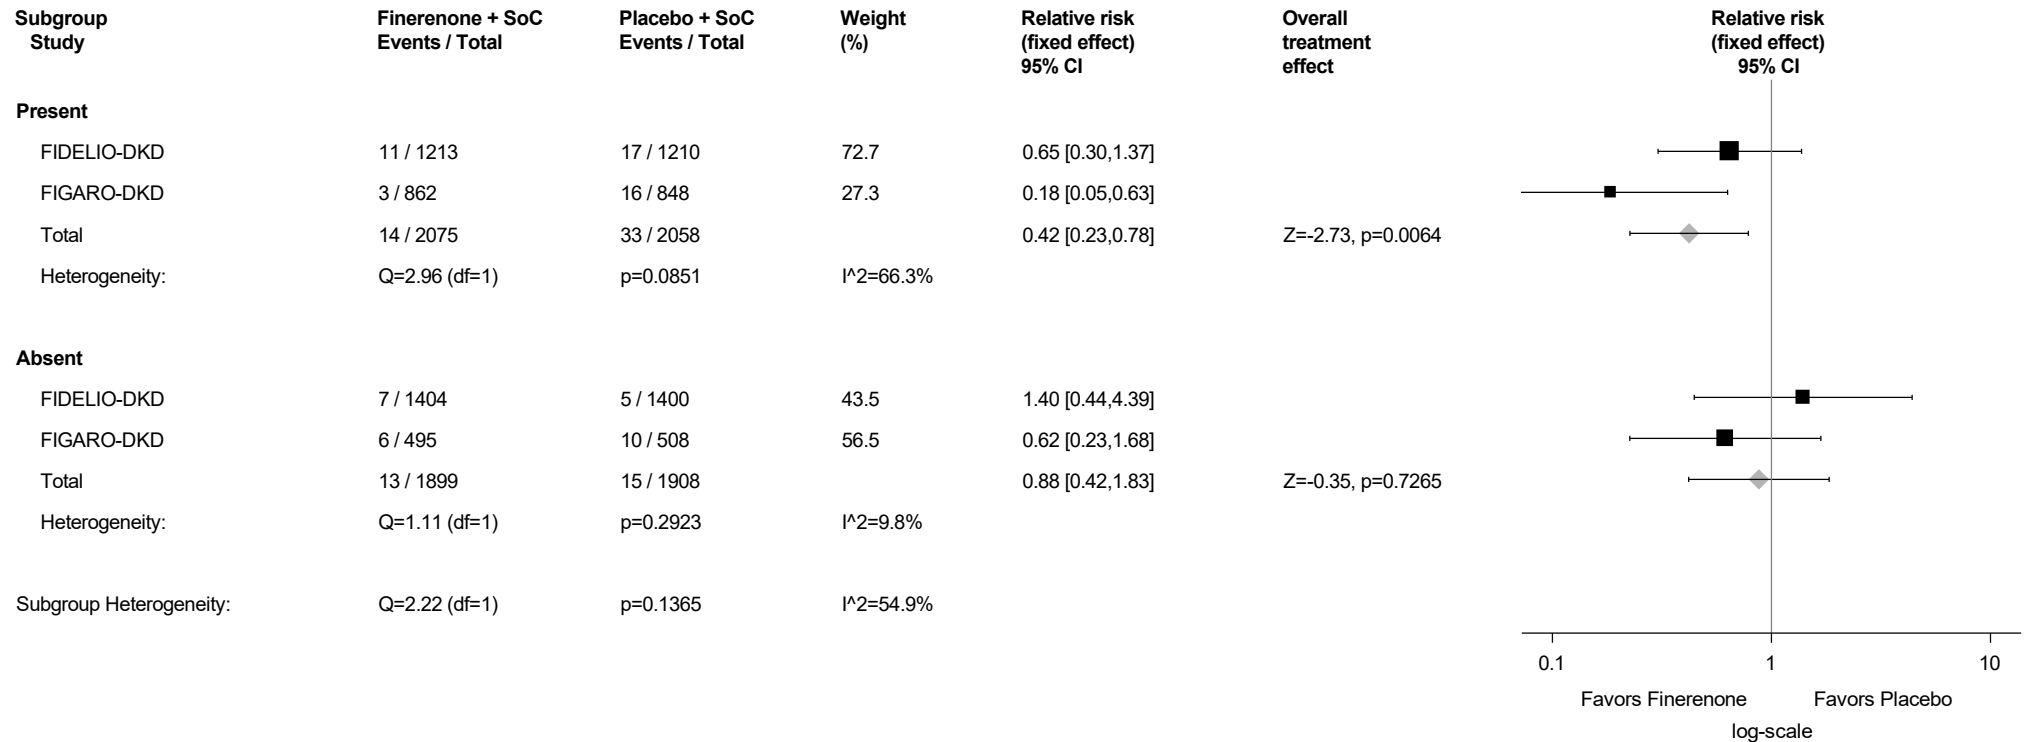 Subgroup Finerenone + SoC Placebo + SoC Weight Relative risk Overall Relative risk
Study Events / Total Events / Total (%) (fixed effect) treatment (fixed effect)
95% CI effect 95% CI
Present
FIDELIO-DKD 11 / 1213 17 / 1210 72.7 0.65 [0.30,1.37]
FIGARO-DKD 3 / 862 16 / 848 27.3 0.18 [0.05,0.63]
Total 14 / 2075 33 / 2058 0.42 [0.23,0.78] Z=-2.73, p=0.0064
Heterogeneity: Q=2.96 (df=1) p=0.0851 I^2=66.3%
Absent
FIDELIO-DKD 7 / 1404 5 / 1400 43.5 1.40 [0.44,4.39]
FIGARO-DKD 6 / 495 10 / 508 56.5 0.62 [0.23,1.68]
Total 13 / 1899 15 / 1908 0.88 [0.42,1.83] Z=-0.35, p=0.7265
Heterogeneity: Q=1.11 (df=1) p=0.2923 I^2=9.8%
Subgroup Heterogeneity: Q=2.22 (df=1) p=0.1365 I^2=54.9%
0.1 1 10
Favors Finerenone Favors Placebo
log-scale